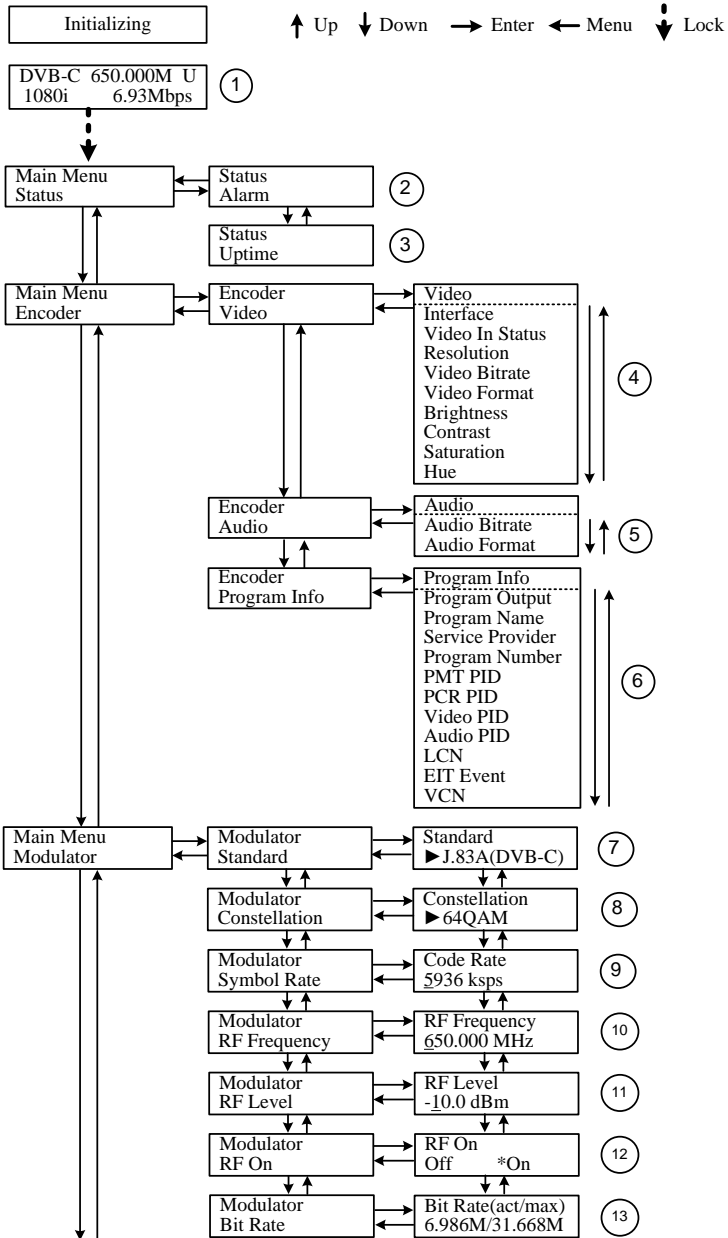 Initializing
Up Down Enter Menu Lock
DVB-C 650.000M U
1080i 6.93Mbps
1
Main Menu
Status
Status
Alarm
2
Status
Uptime
3
Main Menu
Encoder
Encoder
Video
Video
Interface
Video In Status
Resolution
Video Bitrate
Video Format
Brightness
Contrast
Saturation
Hue
4
Encoder
Audio
Audio
Audio Bitrate
Audio Format
5
Encoder
Program Info
Program Info
Program Output
Program Name
Service Provider
Program Number
PMT PID
PCR PID
Video PID
Audio PID
LCN
EIT Event
VCN
6
Main Menu
Modulator
Modulator
Standard
Standard
►J.83A(DVB-C)
7
Modulator
Constellation
Constellation
►64QAM
8
Modulator
Symbol Rate
Code Rate
5936 ksps
9
Modulator
RF Frequency
RF Frequency
650.000 MHz
10
Modulator
RF Level
RF Level
-10.0 dBm
11
Modulator
RF On
RF On
Off *On
12
Modulator
Bit Rate
Bit Rate(act/max)
6.986M/31.668M
13